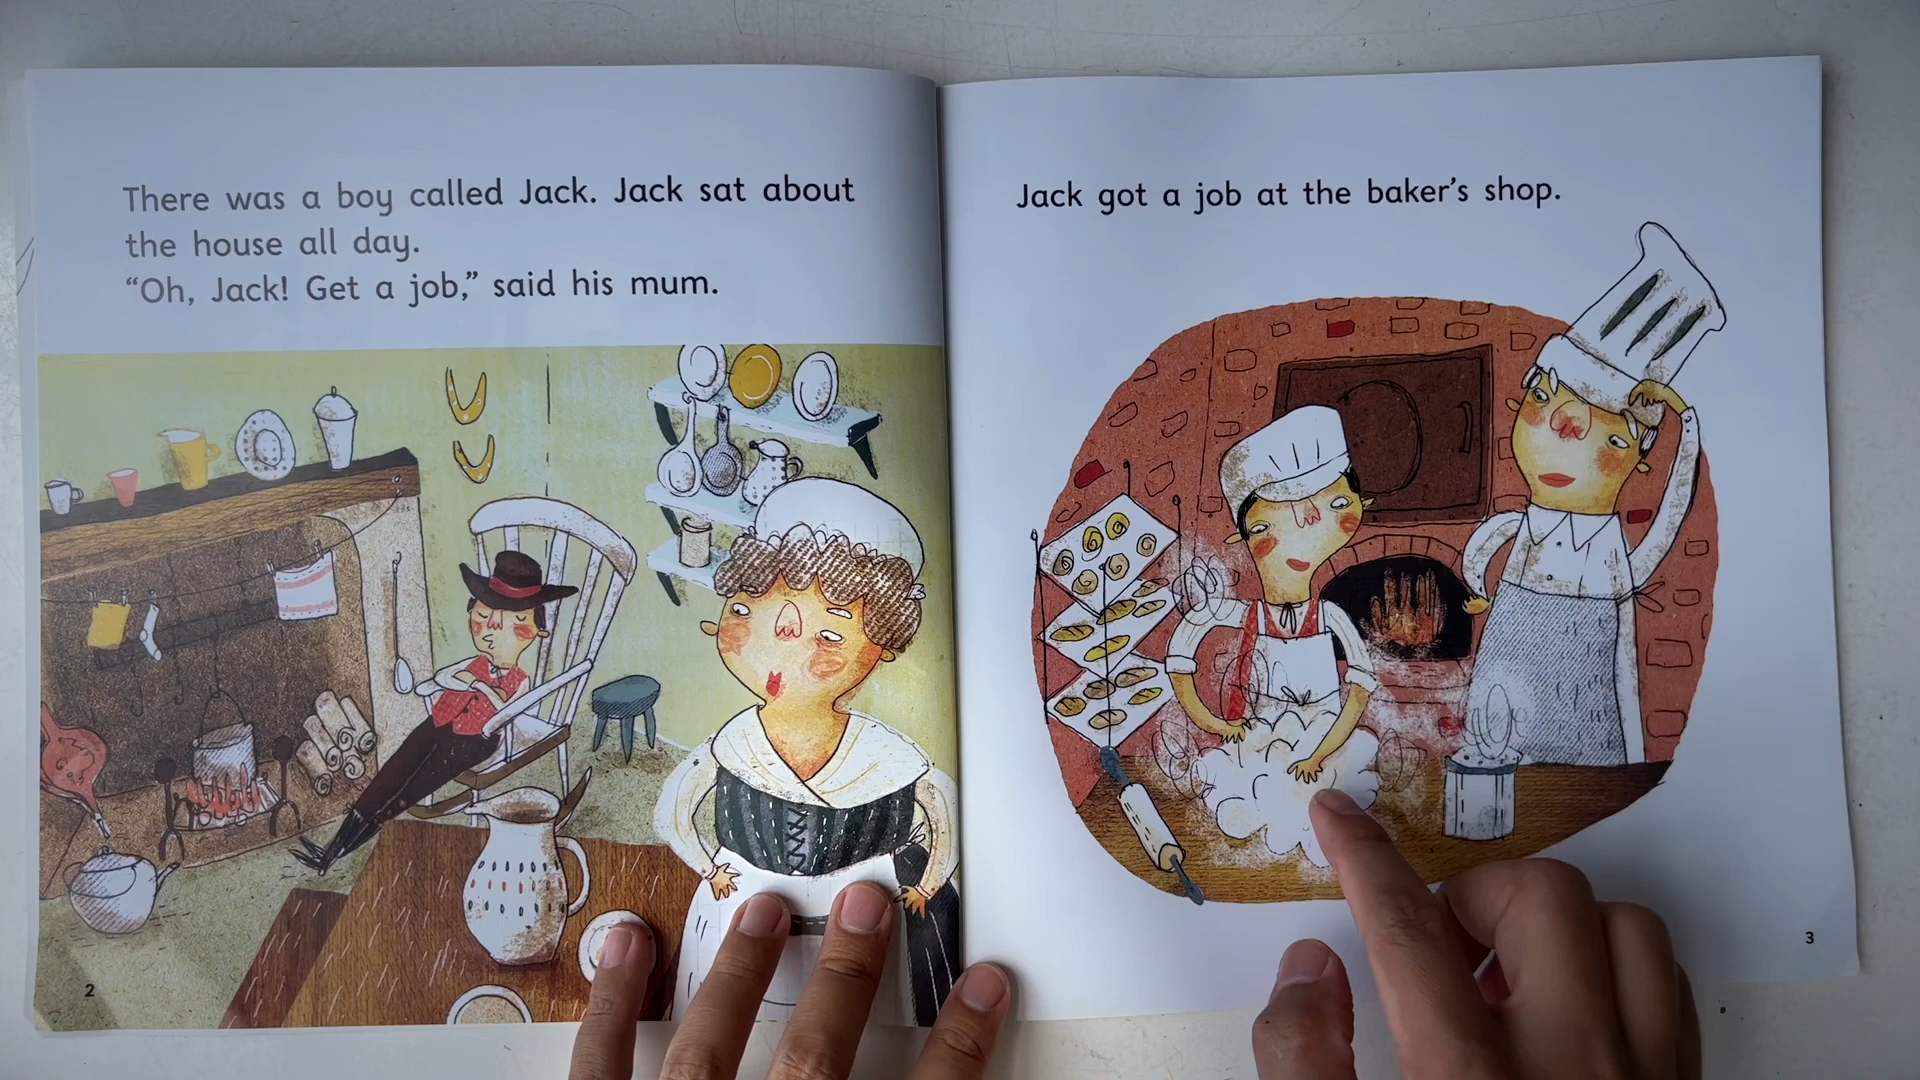 There was a boy called Jack. Jack sat about
the house all day.
“Oh, Jack! Get a job,” said his mum.
2
Jack got a job at the baker’s shop.
3